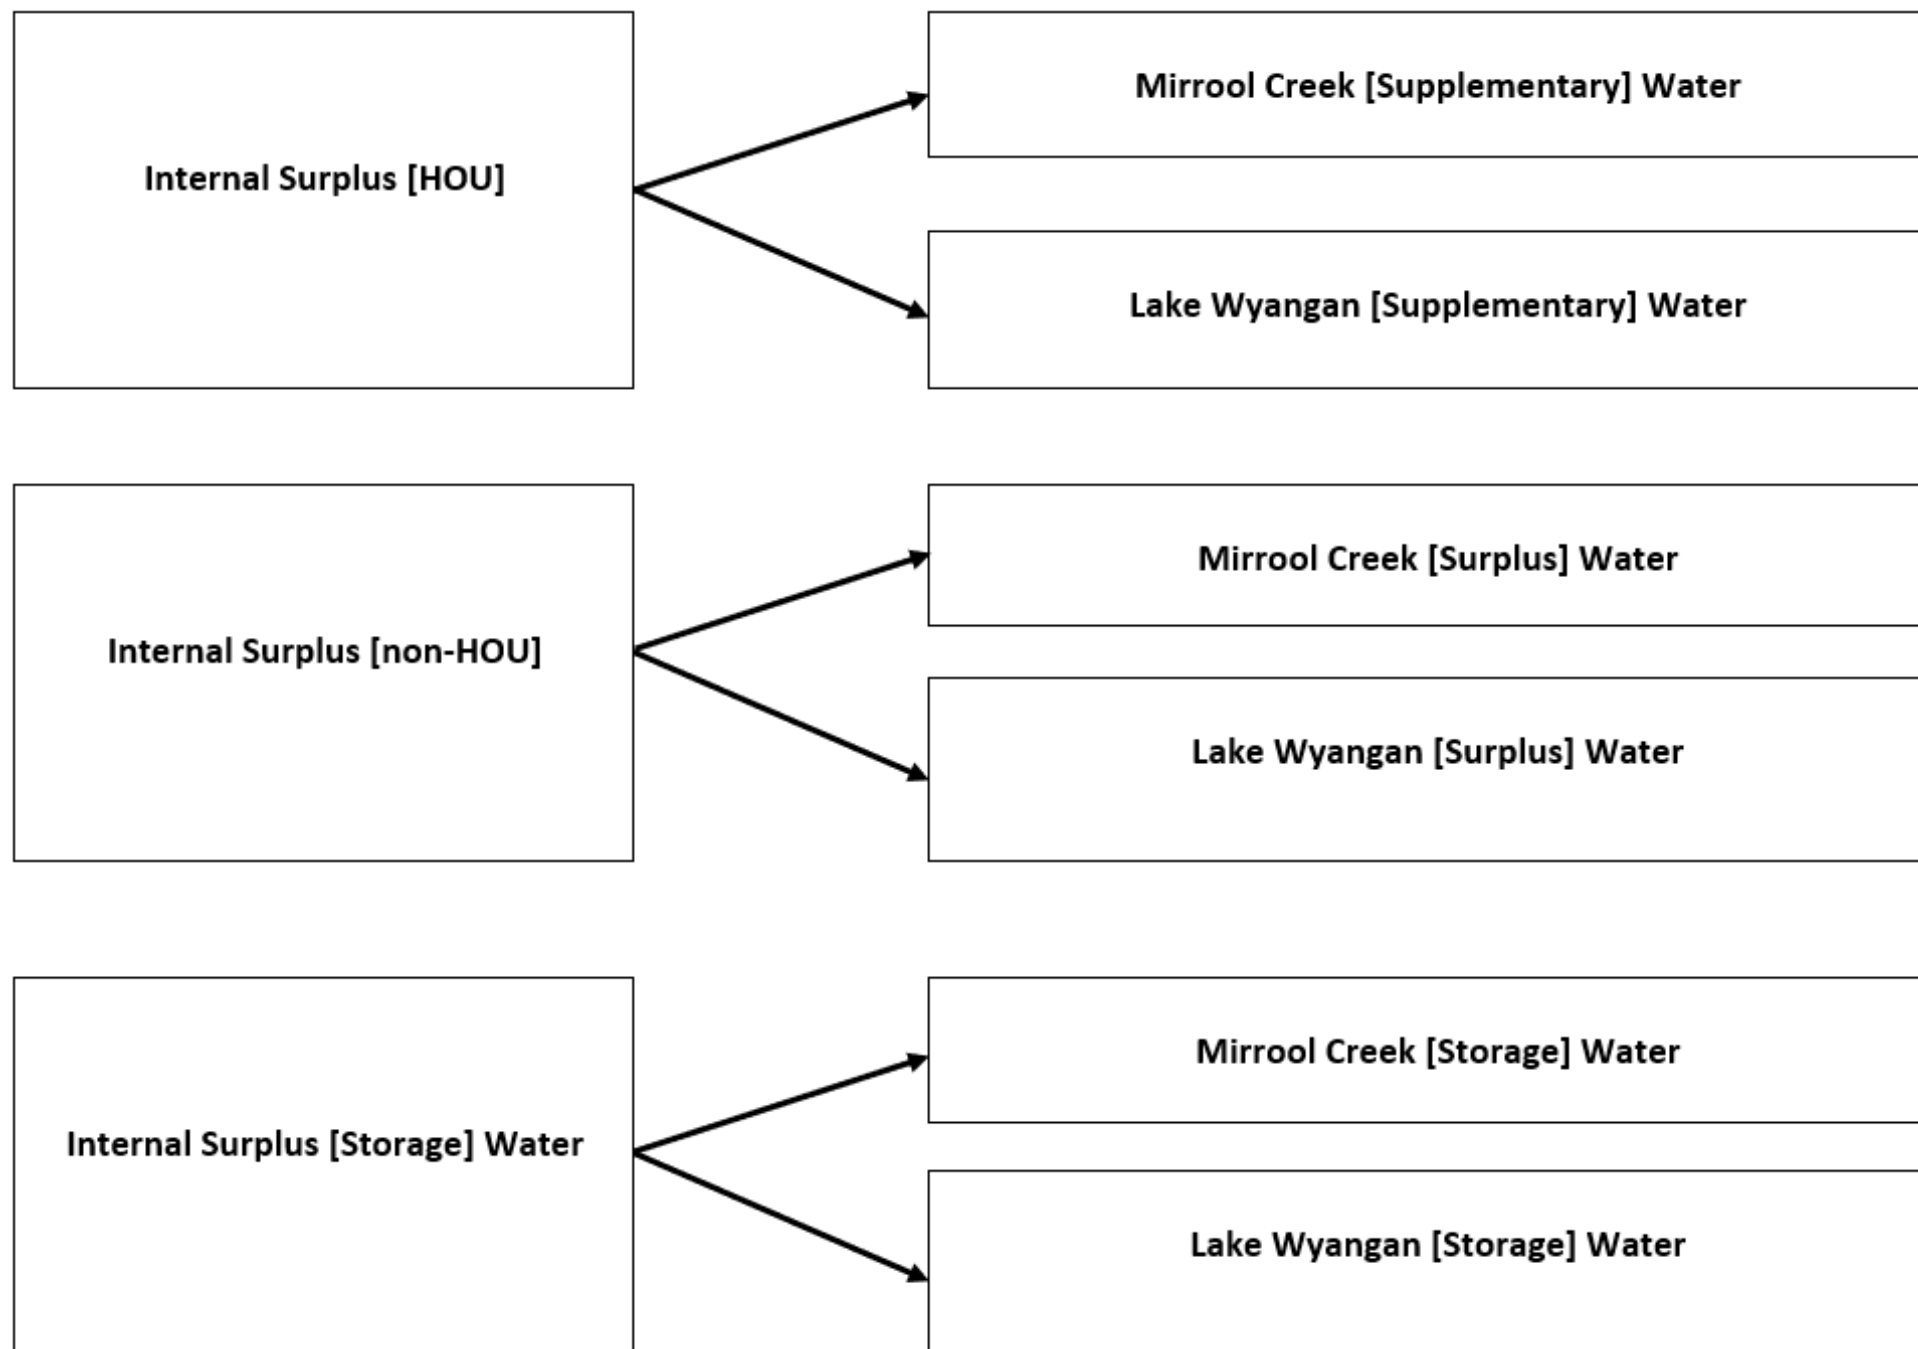 Internal Surplus [HOU]
Mirrool Creek [Supplementary] Water
Lake Wyangan [Supplementary] Water
Internal Surplus [non-HOU]
Mirrool Creek [Surplus] Water
Lake Wyangan [Surplus] Water
Internal Surplus [Storage] Water
Mirrool Creek [Storage] Water
Lake Wyangan [Storage] Water